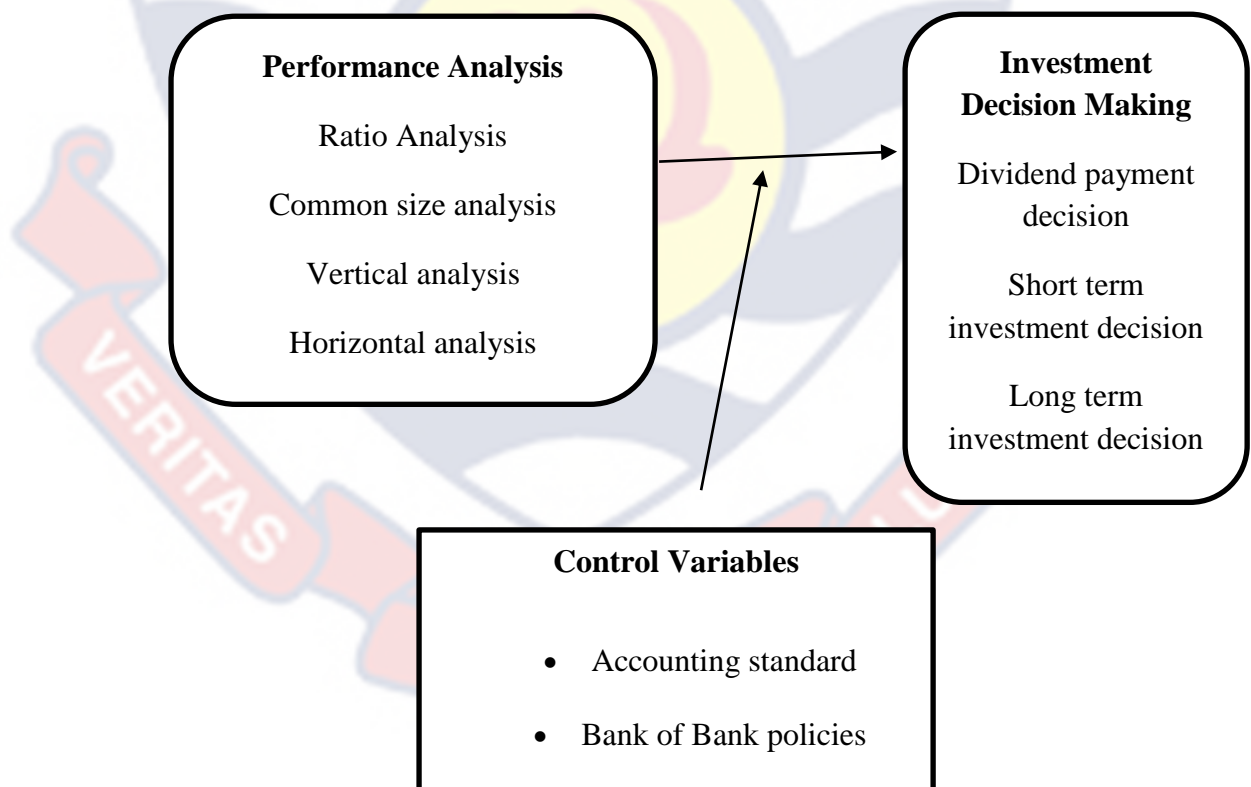 Performance Analysis
Ratio Analysis
Common size analysis
Vertical analysis
Horizontal analysis
Investment
Decision Making
Dividend payment
decision
Short term
investment decision
Long term
investment decision
Control Variables
• Accounting standard
• Bank of Bank policies
VERITAS